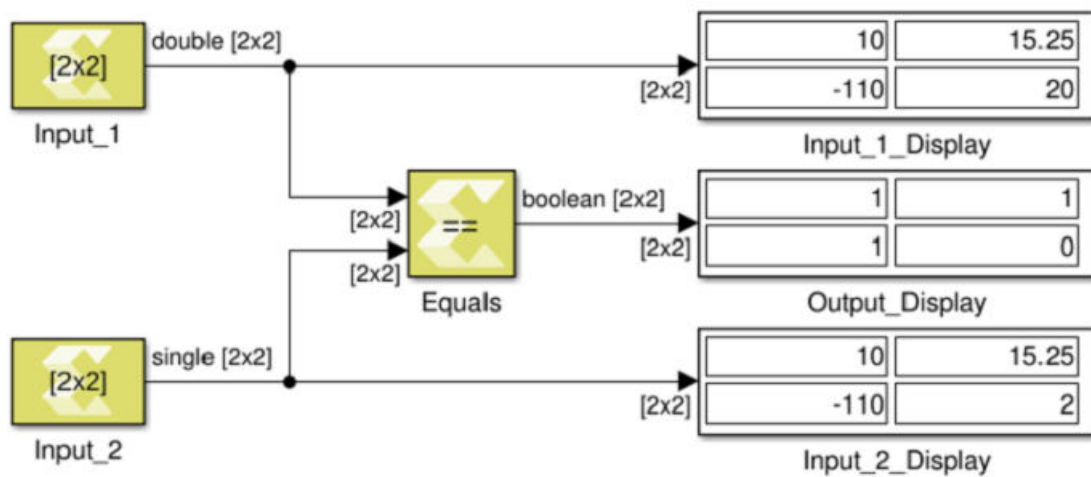 double [2x2]
[2x2]
Input_1
[2x2]
10 15.25
-110 20
Input_1_Display
[2x2]
[2x2]
==
Equals
boolean [2x2]
[2x2]
1 1
1 0
Output_Display
single [2x2]
[2x2]
Input_2
[2x2]
10 15.25
-110 2
Input_2_Display